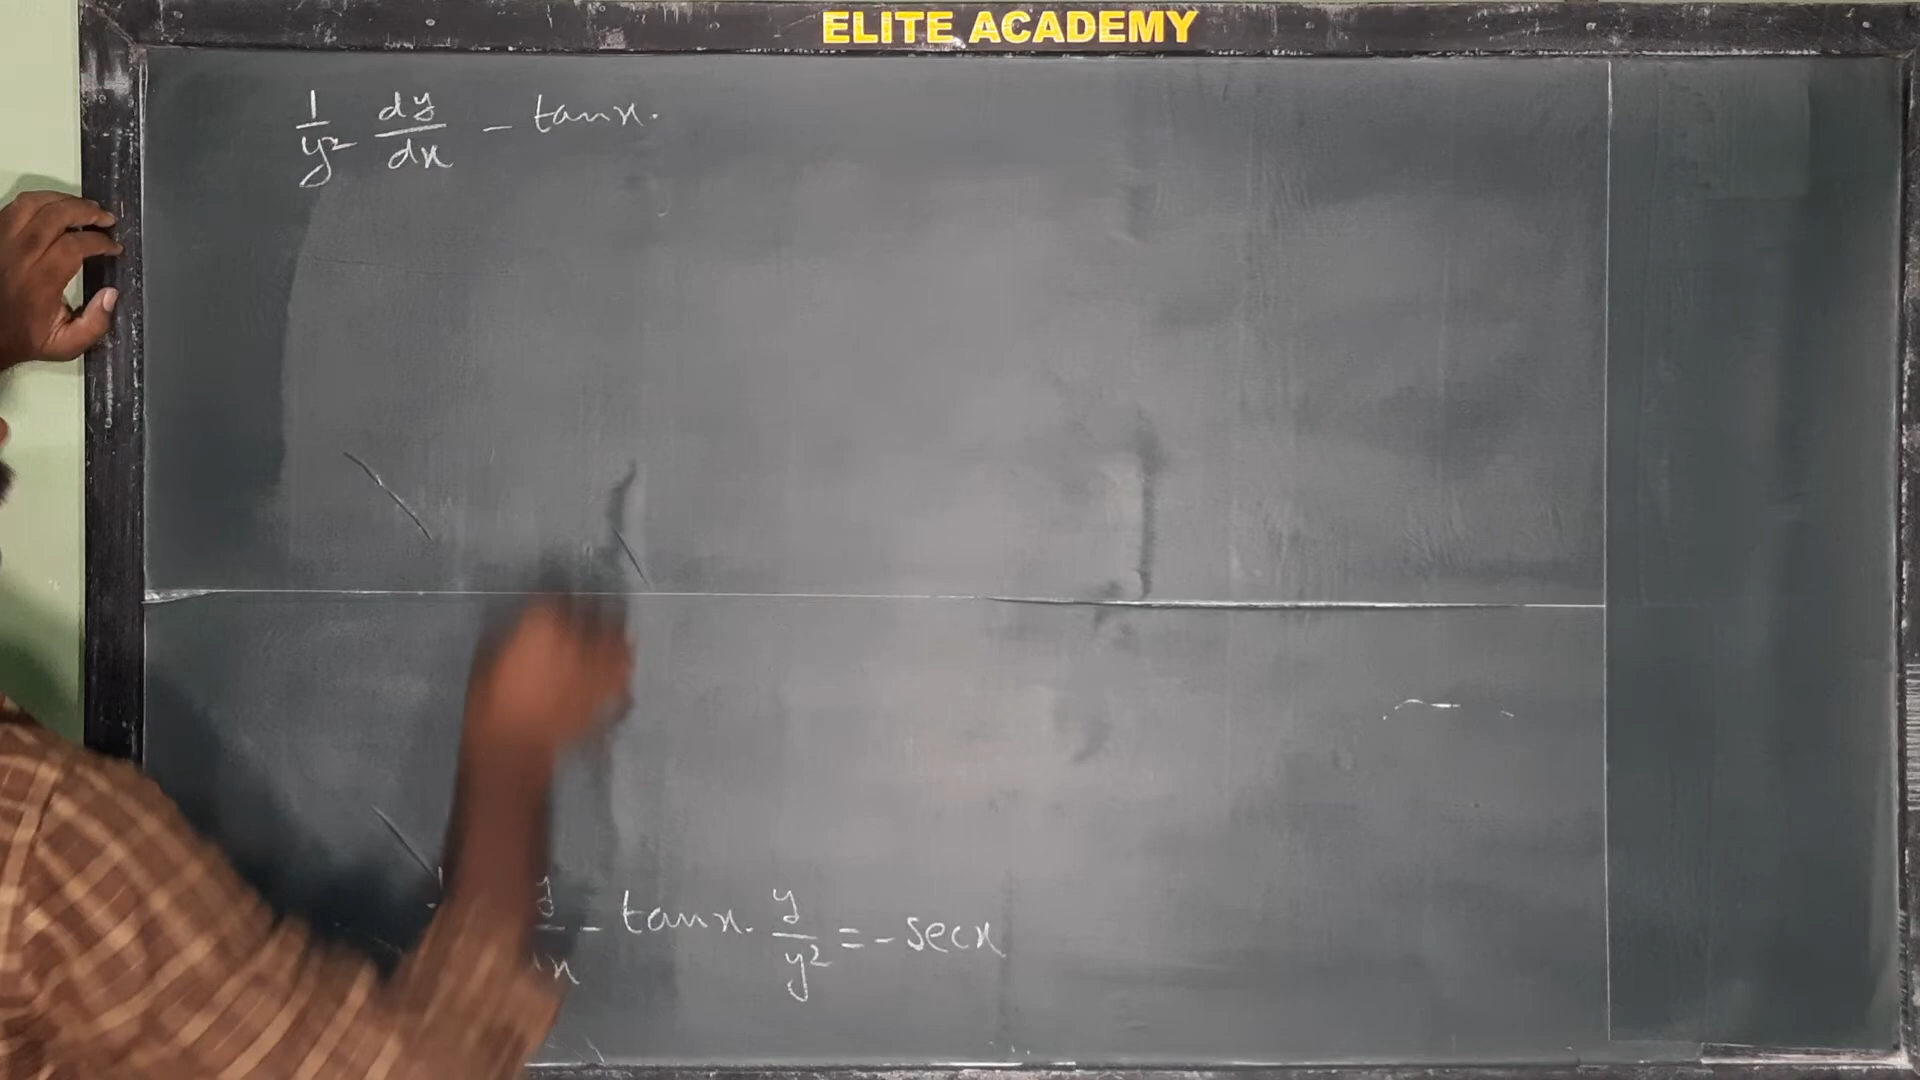 ELITE ACADEMY
1/y² dy/dx - tanx.
y/x - tanx. y/y² = - secx